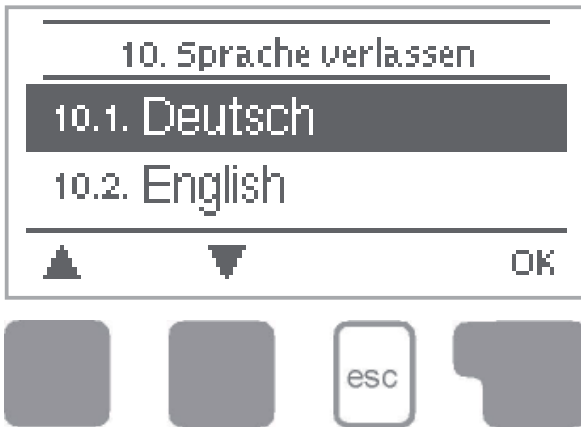 10. Sprache verlassen
10.1. Deutsch
10.2. English
OK
esc